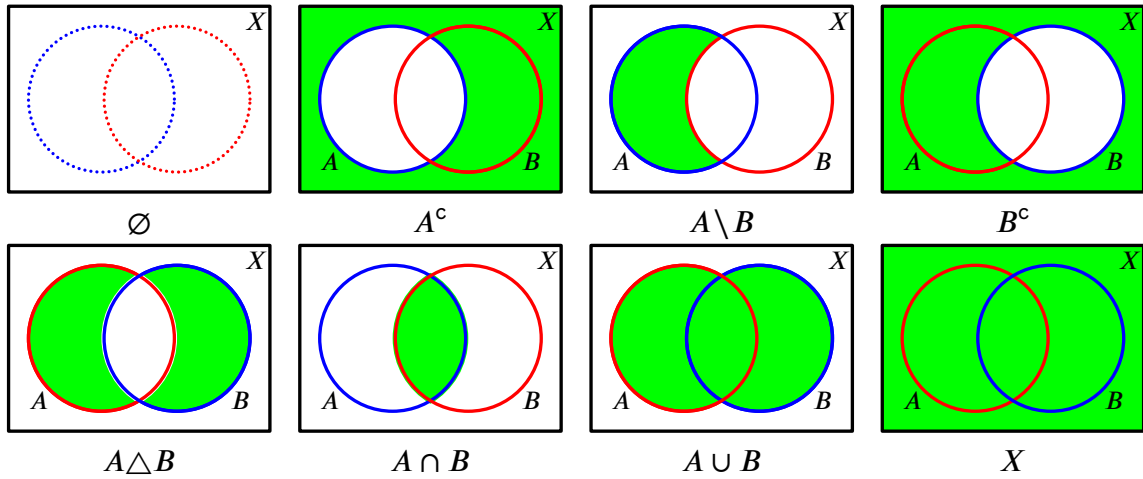 X X X X
A B A B A B
∅ Aᶜ A \ B Bᶜ
X X X X
A B A B A B A B
A △ B A ∩ B A ∪ B X